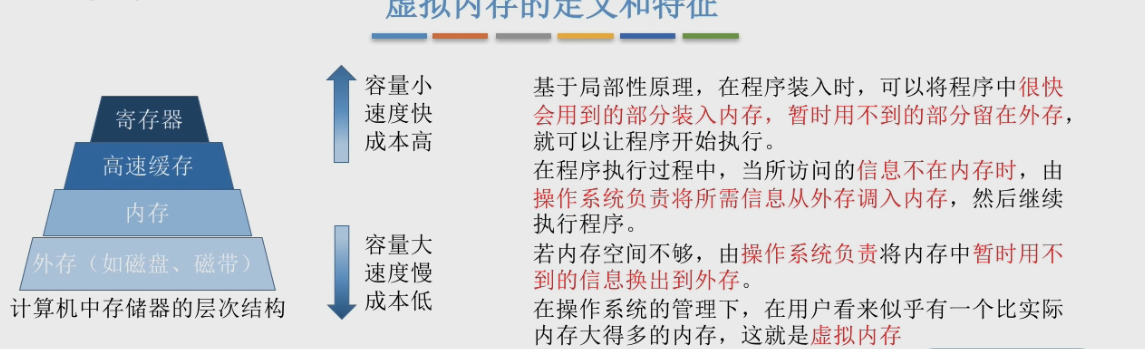 虚拟内存的定义和特征
寄存器
高速缓存
内存
外存（如磁盘、磁带）
计算机中存储器的层次结构
容量小
速度快
成本高
容量大
速度慢
成本低
基于局部性原理，在程序装入时，可以将程序中很快
会用到的部分装入内存，暂时用不到的部分留在外存，
就可以让程序开始执行。
在程序执行过程中，当所访问的信息不在内存时，由
操作系统负责将所需信息从外存调入内存，然后继续
执行程序。
若内存空间不够，由操作系统负责将内存中暂时用不
到的信息换出到外存。
在操作系统的管理下，在用户看来似乎有一个比实际
内存大得多的内存，这就是虚拟内存